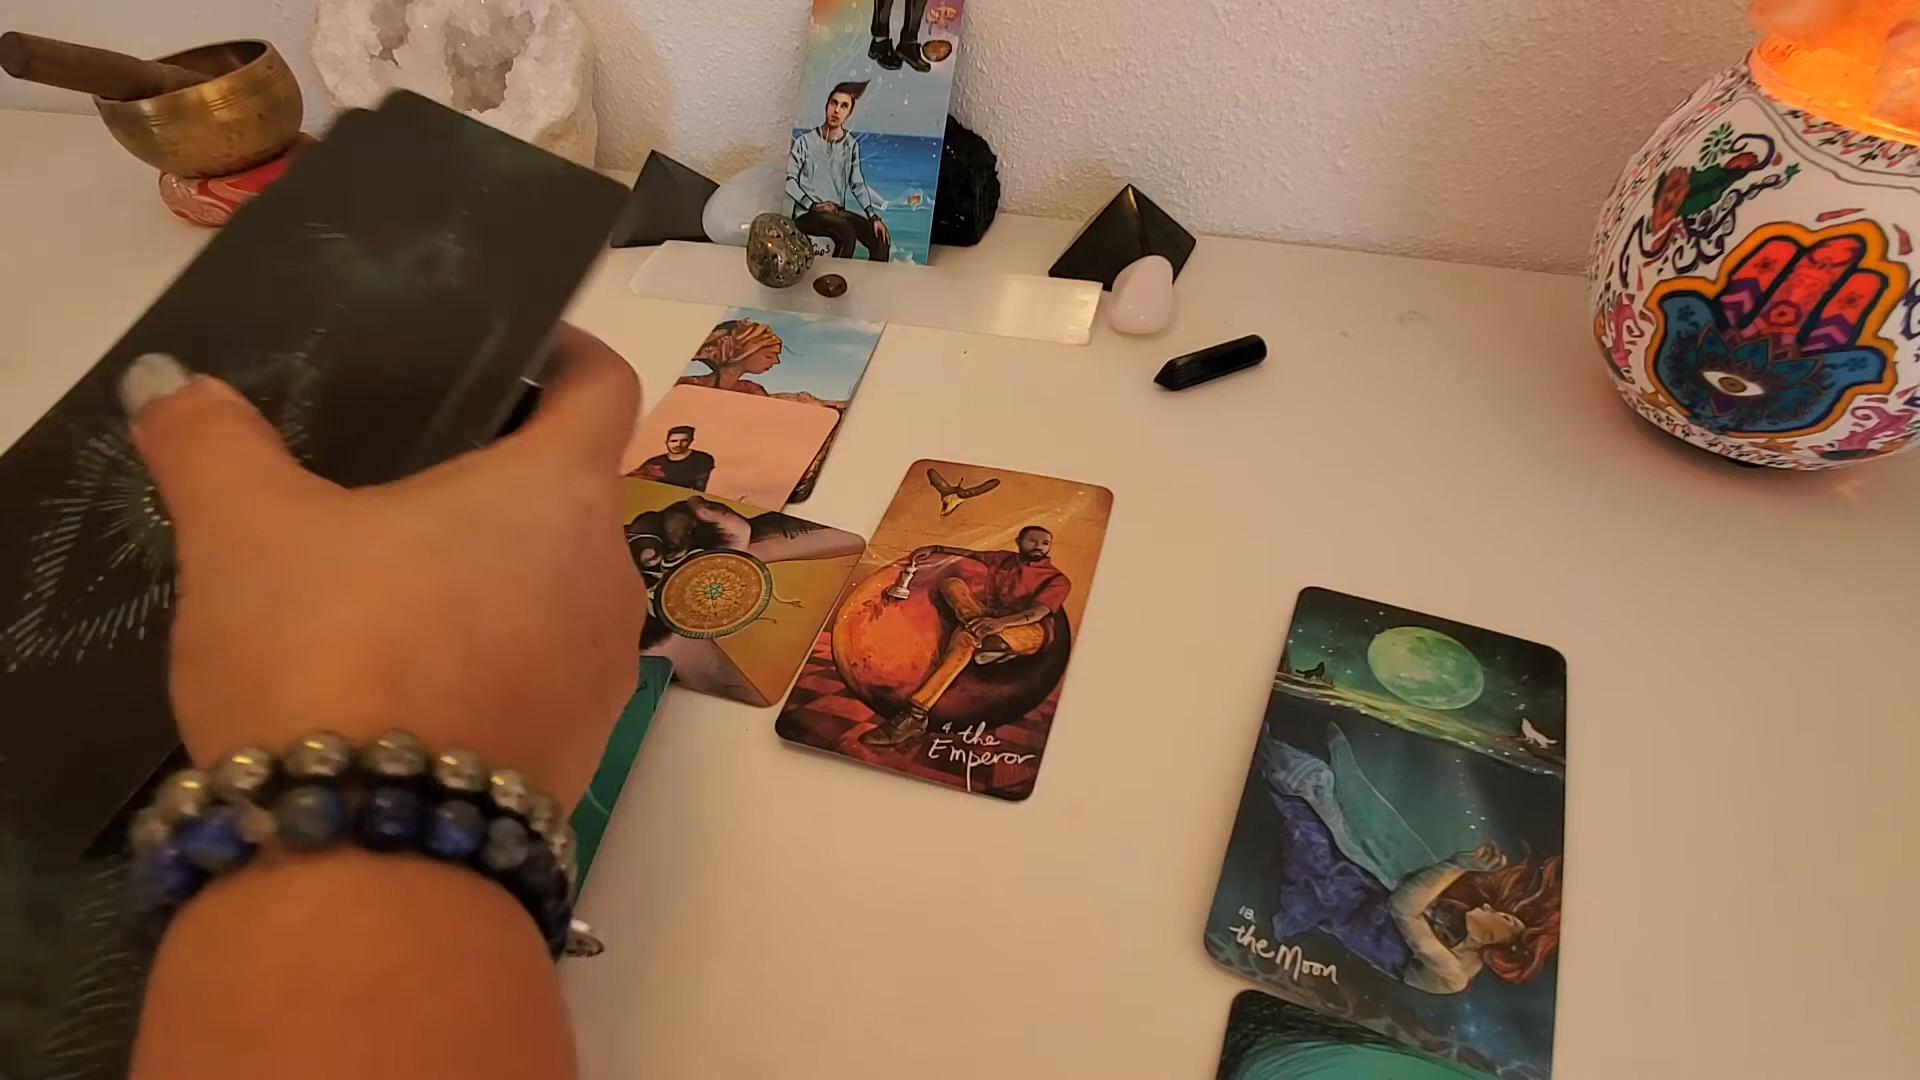 4. the
Emperor
18.
the Moon